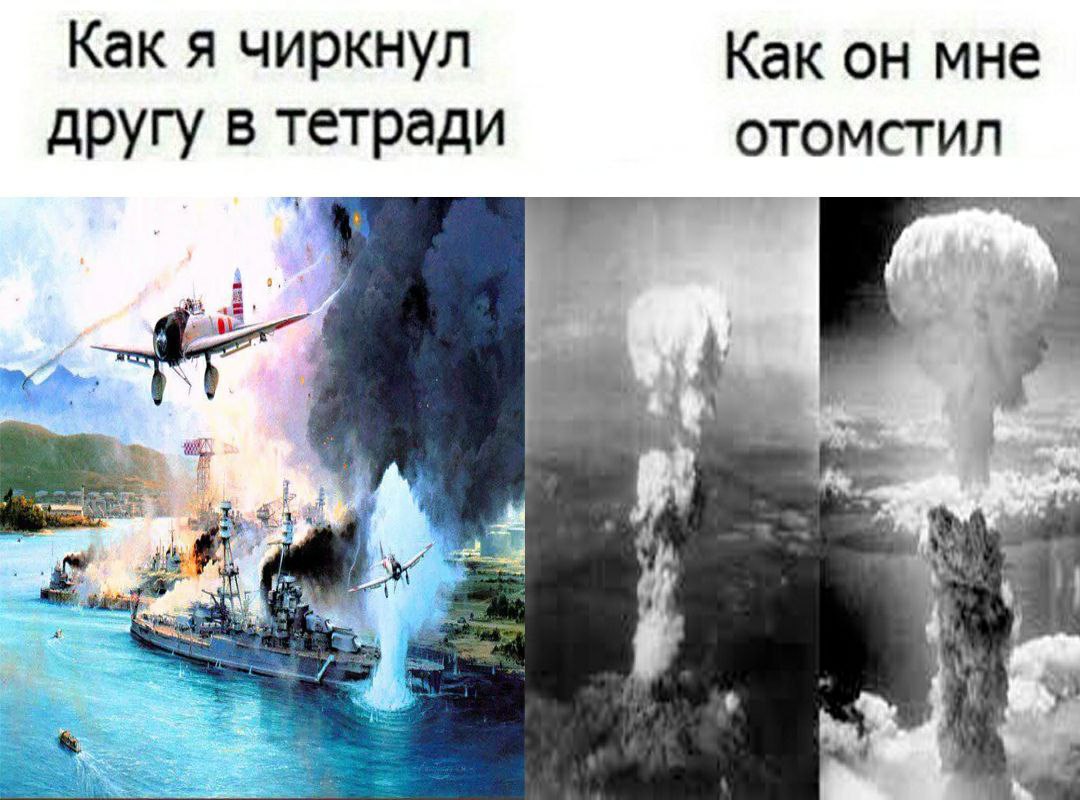 Как я чиркнул
другу в тетради
Как он мне
отомстил